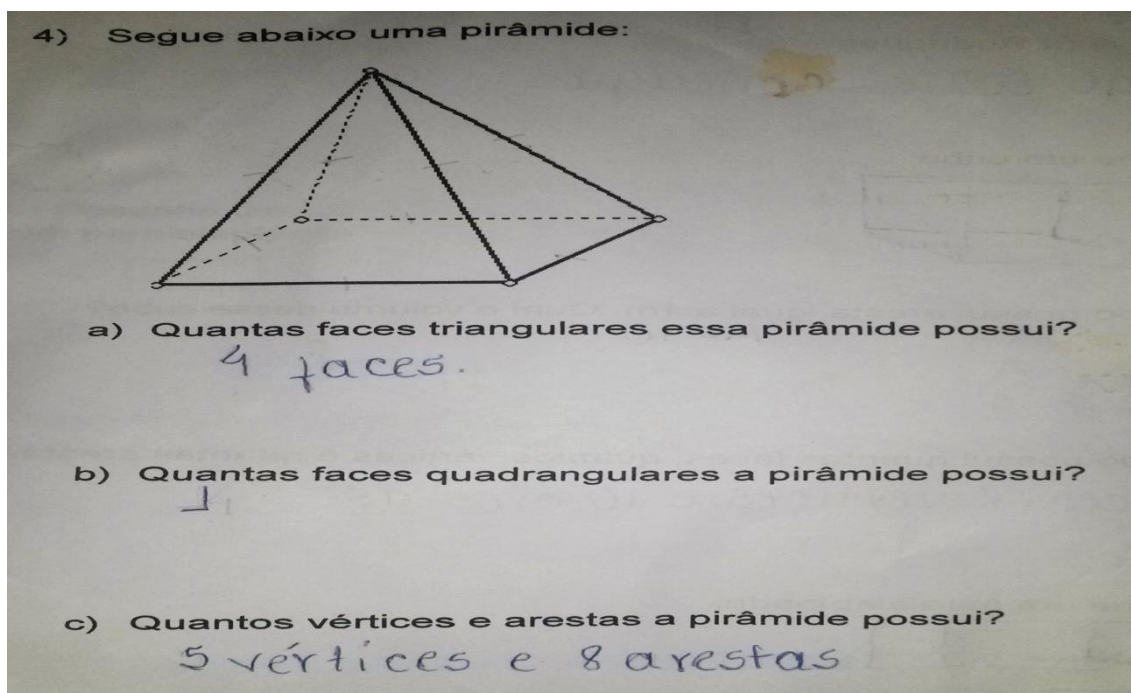 4) Segue abaixo uma pirâmide:
a) Quantas faces triangulares essa pirâmide possui?
4 faces.
b) Quantas faces quadrangulares a pirâmide possui?
1
c) Quantos vértices e arestas a pirâmide possui?
5 vértices e 8 arestas